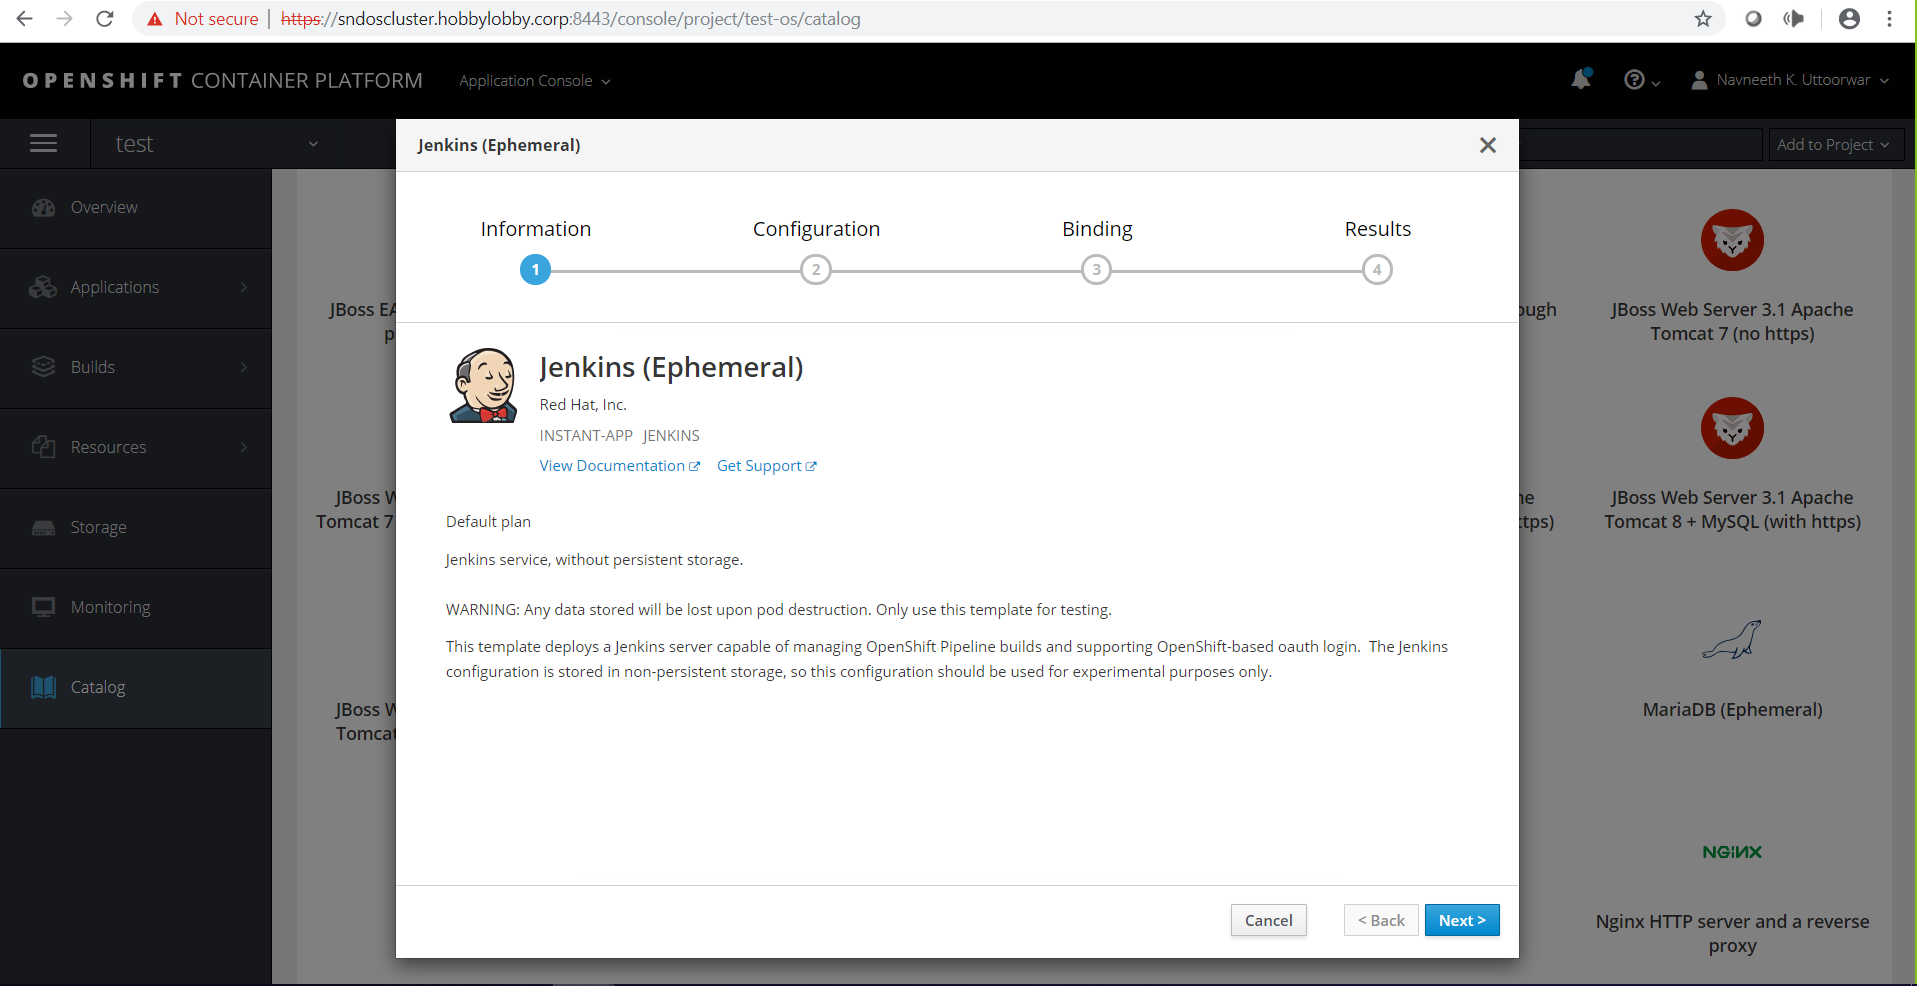 Not secure | https://sndoscluster.hobbylobby.corp:8443/console/project/test-os/catalog
OPENSHIFT CONTAINER PLATFORM
Application Console
Navneeth K. Uttoorwar
test
Add to Project
Overview
Applications
Builds
Resources
Storage
Monitoring
Catalog
Jenkins (Ephemeral)
Information
Configuration
Binding
Results
1
2
3
4
Jenkins (Ephemeral)
Red Hat, Inc.
INSTANT-APP JENKINS
View Documentation
Get Support
Default plan
Jenkins service, without persistent storage.
WARNING: Any data stored will be lost upon pod destruction. Only use this template for testing.
This template deploys a Jenkins server capable of managing OpenShift Pipeline builds and supporting OpenShift-based oauth login. The Jenkins
configuration is stored in non-persistent storage, so this configuration should be used for experimental purposes only.
Cancel
< Back
Next >
JBoss
JBoss
Tomcat 7
JBoss
JBoss Web Server 3.1 Apache
Tomcat 7 (no https)
JBoss Web Server 3.1 Apache
Tomcat 8 + MySQL (with https)
MariaDB (Ephemeral)
NGINX
Nginx HTTP server and a reverse
proxy